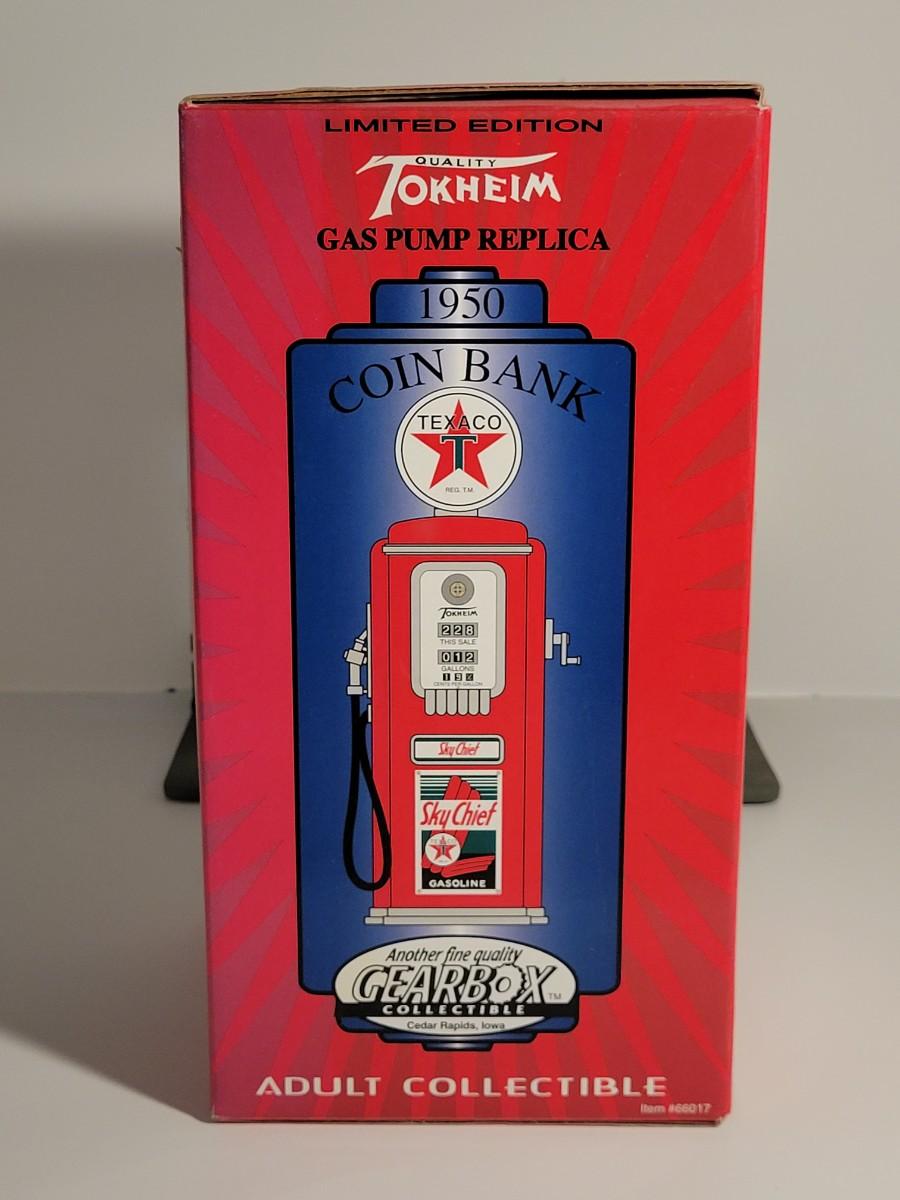 LIMITED EDITION
QUALITY
TOKHEIM
GAS PUMP REPLICA
1950
COIN BANK
TEXACO
T
REG. T.M.
TOKHEIM
228
THIS SALE
012
GALLONS
CENTS PER GALLON
Sky Chief
Sky Chief
TEXACO
T
GASOLINE
Another fine quality
GEARBOX TM
COLLECTIBLE
Cedar Rapids, Iowa
ADULT COLLECTIBLE
Item #66017